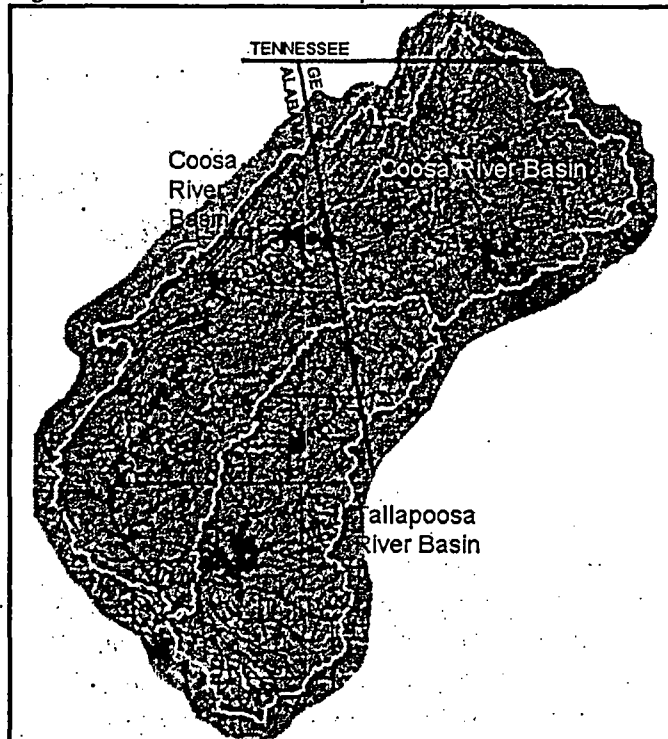 TENNESSEE
Coosa
River
Basin
Coosa River Basin
Tallapoosa
River Basin